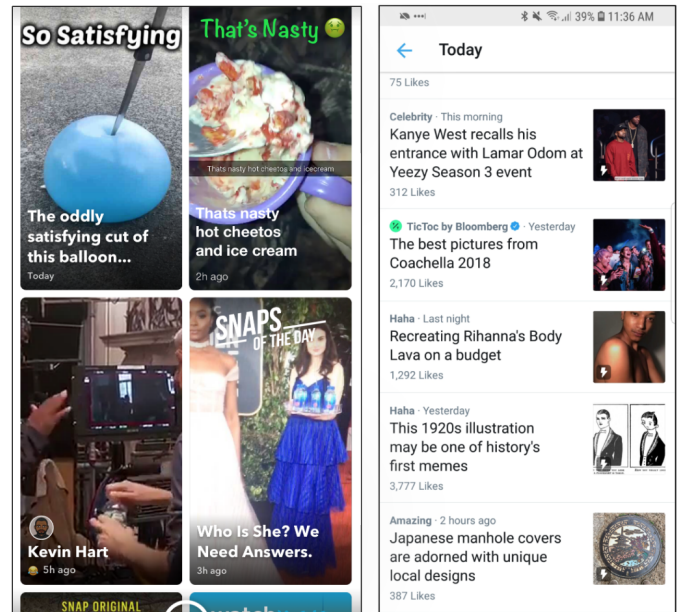 So Satisfying
The oddly
satisfying cut of
this balloon...
Today
That's Nasty
Thats nasty hot cheetos and icecream
Thats nasty
hot cheetos
and ice cream
2h ago
Kevin Hart
5h ago
SNAPS
OF THE DAY
Who Is She? We
Need Answers.
3h ago
SNAP ORIGINAL
39% 11:36 AM
Today
75 Likes
Celebrity · This morning
Kanye West recalls his
entrance with Lamar Odom at
Yeezy Season 3 event
312 Likes
TicToc by Bloomberg · Yesterday
The best pictures from
Coachella 2018
2,170 Likes
Haha · Last night
Recreating Rihanna's Body
Lava on a budget
1,292 Likes
Haha · Yesterday
This 1920s illustration
may be one of history's
first memes
3,777 Likes
Amazing · 2 hours ago
Japanese manhole covers
are adorned with unique
local designs
387 Likes